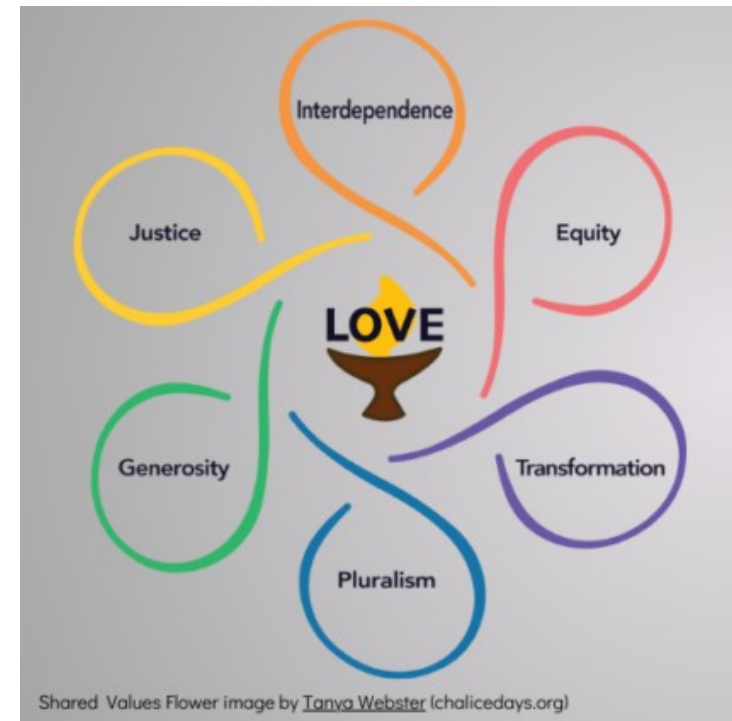 Interdependence
Justice
Equity
LOVE
Generosity
Transformation
Pluralism
Shared Values Flower image by Tanya Webster (chalicedays.org)